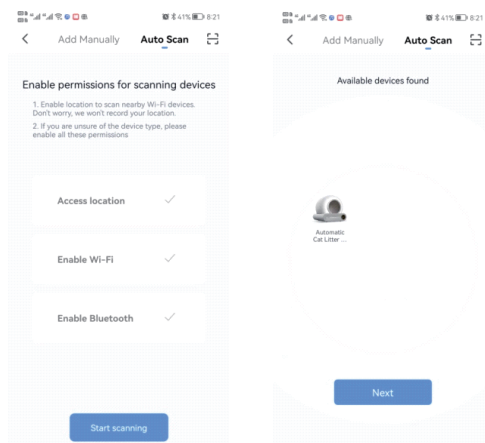 41% 8:21
Add Manually Auto Scan
Enable permissions for scanning devices
1. Enable location to scan nearby Wi-Fi devices.
Don't worry, we won't record your location.
2. If you are unsure of the device type, please
enable all these permissions
Access location
Enable Wi-Fi
Enable Bluetooth
Start scanning
41% 8:21
Add Manually Auto Scan
Available devices found
Automatic
Cat Litter ...
Next